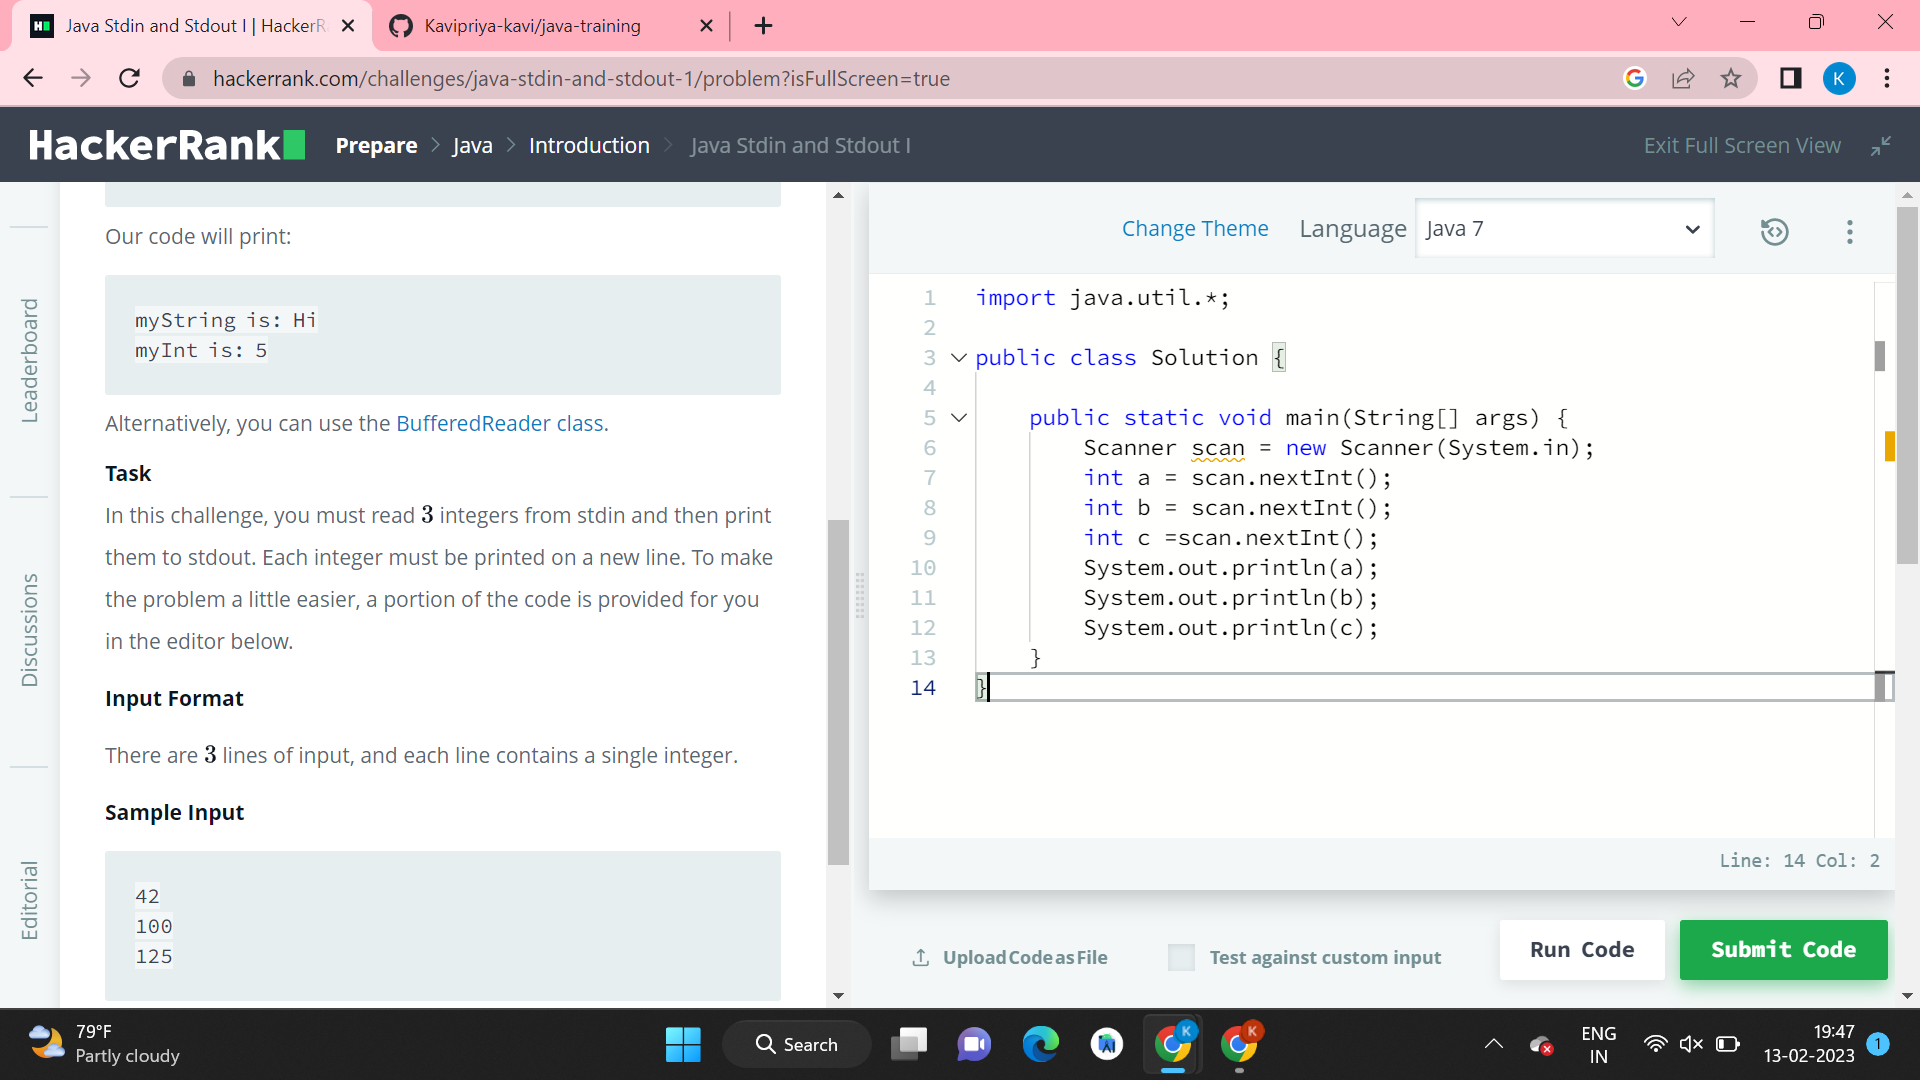 Java Stdin and Stdout I | HackerR
Kavipriya-kavi/java-training
hackerrank.com/challenges/java-stdin-and-stdout-1/problem?isFullScreen=true
K
HackerRank
Prepare > Java > Introduction > Java Stdin and Stdout I
Exit Full Screen View
Leaderboard
Discussions
Editorial
Our code will print:
myString is: Hi
myInt is: 5
Alternatively, you can use the BufferedReader class.
Task
In this challenge, you must read 3 integers from stdin and then print
them to stdout. Each integer must be printed on a new line. To make
the problem a little easier, a portion of the code is provided for you
in the editor below.
Input Format
There are 3 lines of input, and each line contains a single integer.
Sample Input
42
100
125
Change Theme Language Java 7
1 import java.util.*;
2
3 public class Solution {
4
5 public static void main(String[] args) {
6 Scanner scan = new Scanner(System.in);
7 int a = scan.nextInt();
8 int b = scan.nextInt();
9 int c =scan.nextInt();
10 System.out.println(a);
11 System.out.println(b);
12 System.out.println(c);
13 }
14 }
Line: 14 Col: 2
Upload Code as File
Test against custom input
Run Code
Submit Code
79°F
Partly cloudy
Search
K
K
ENG
IN
19:47
13-02-2023
1